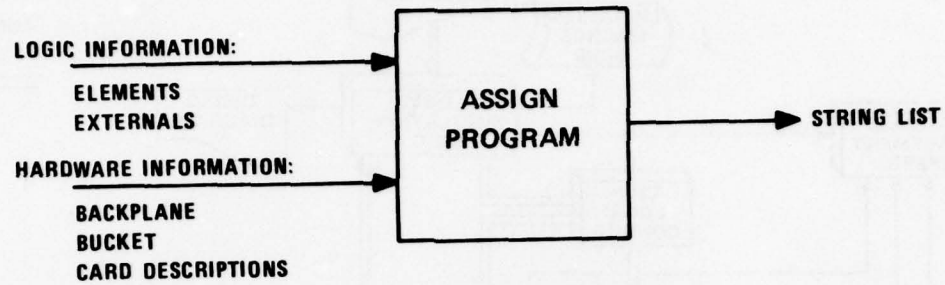 LOGIC INFORMATION:
ELEMENTS
EXTERNALS
HARDWARE INFORMATION:
BACKPLANE
BUCKET
CARD DESCRIPTIONS
ASSIGN
PROGRAM
STRING LIST